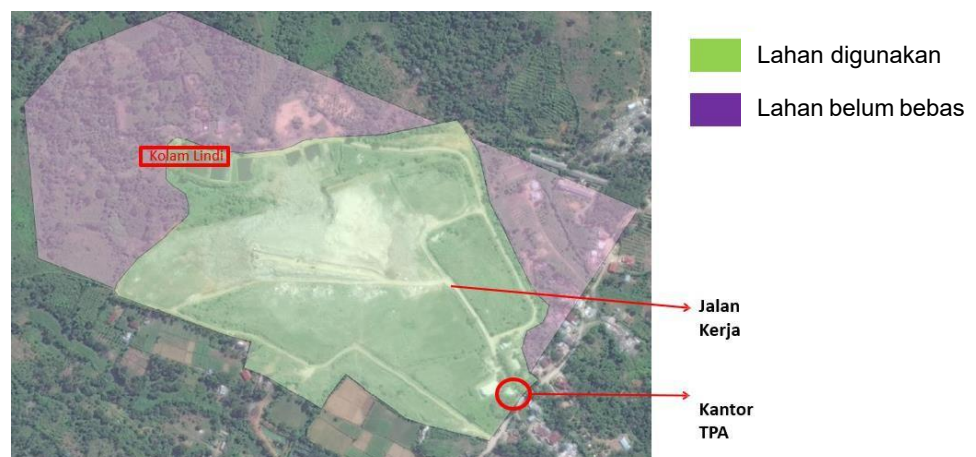 Lahan digunakan
Lahan belum bebas
Kolam Lindi
Jalan
Kerja
Kantor
TPA